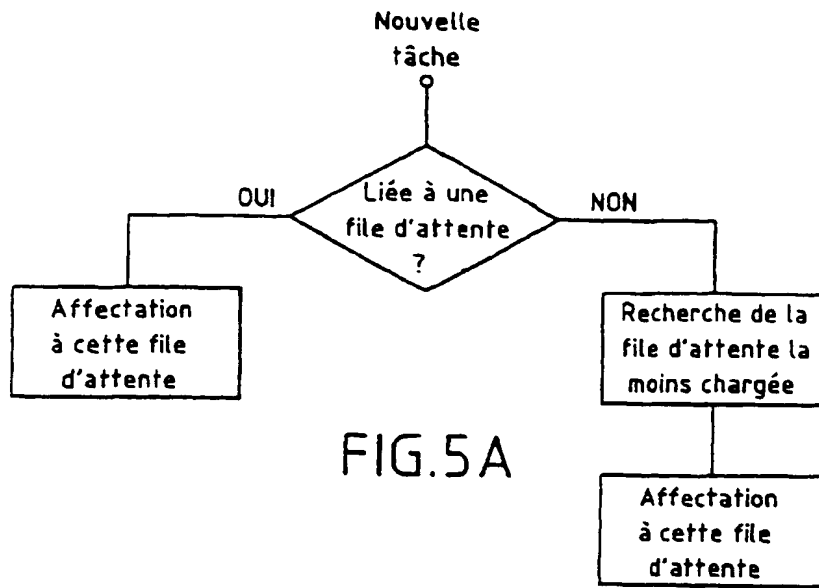 Nouvelle
tâche
OUI
Liée à une
file d'attente
?
NON
Affectation
à cette file
d'attente
Recherche de la
file d'attente la
moins chargée
FIG.5A
Affectation
à cette file
d'attente